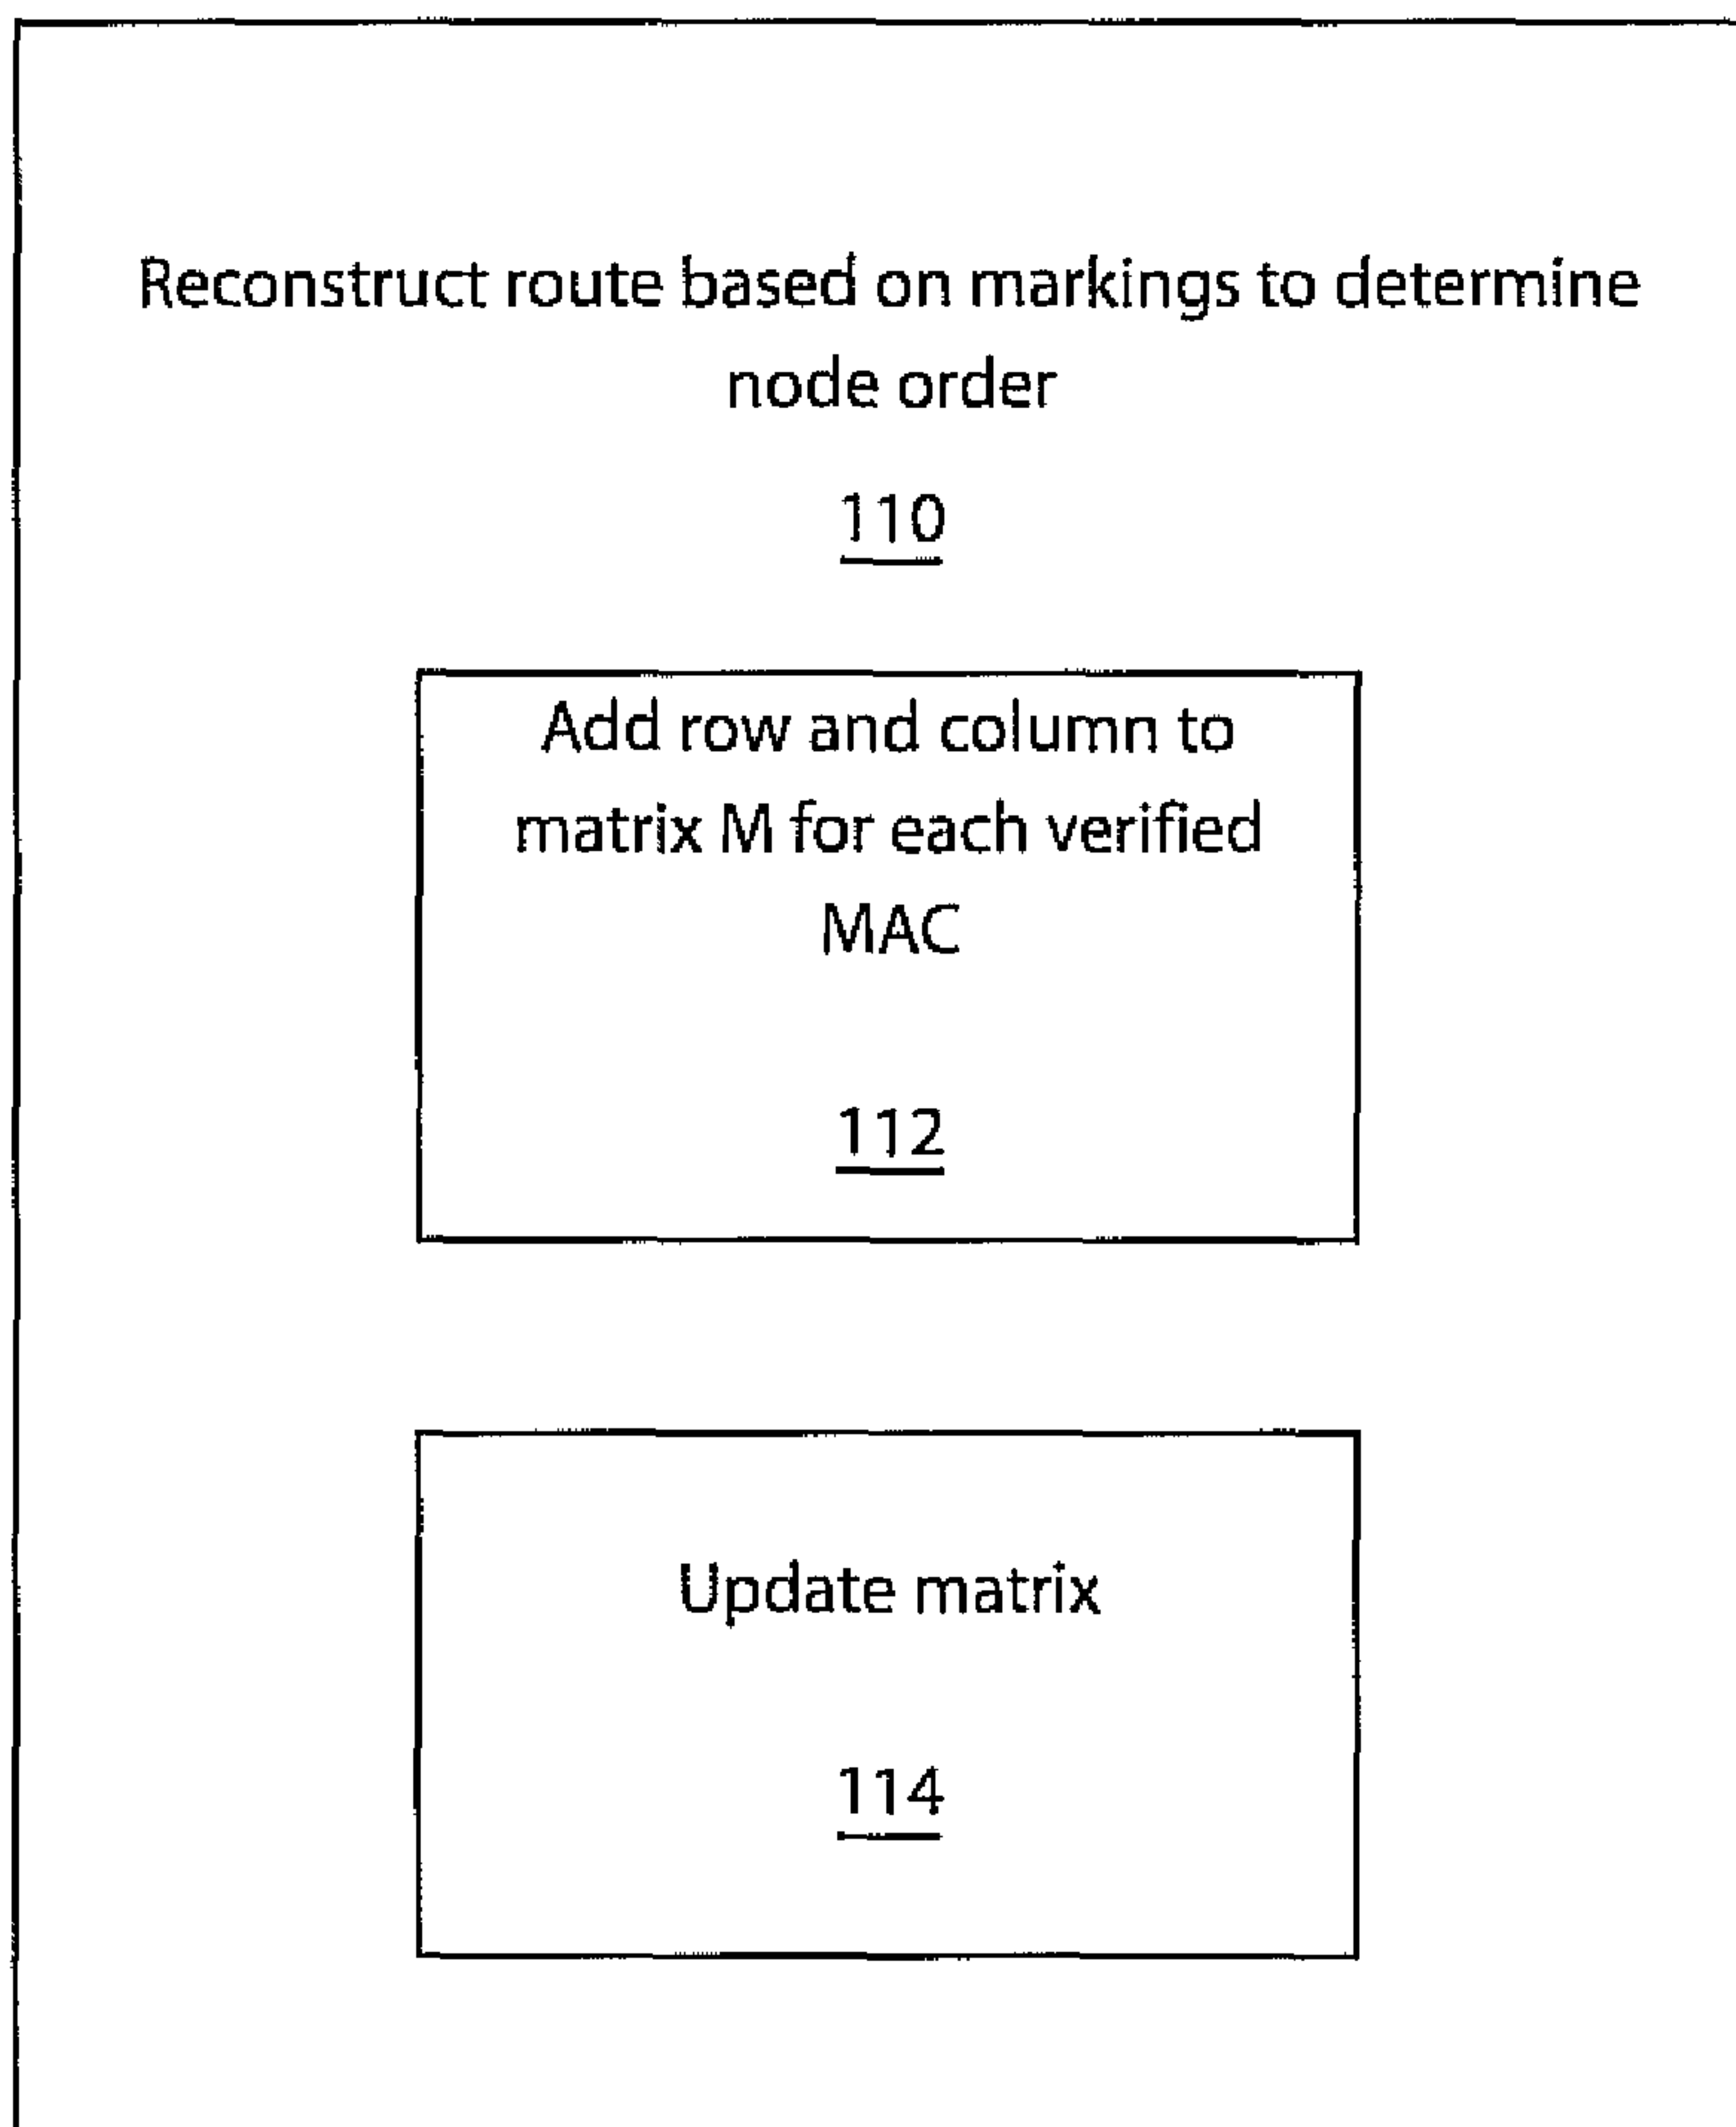 Reconstruct route based on markings to determine
node order
110
Add row and column to
matrix M for each verified
MAC
112
Update matrix
114